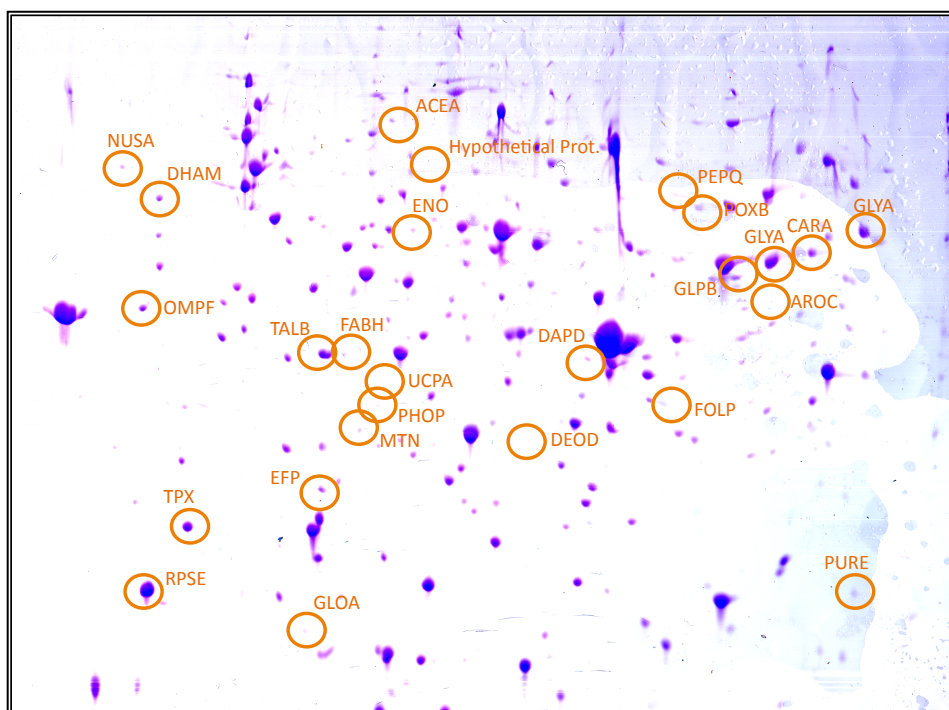 ACEA
NUSA
Hypothetical Prot.
DHAM
PEPQ
ENO
POXB
GLYA
CARA
GLYA
GLPB
AROC
OMPF
TALB
FABH
DAPD
UCPA
PHOP
FOLP
MTN
DEOD
EFP
TPX
PURE
RPSE
GLOA